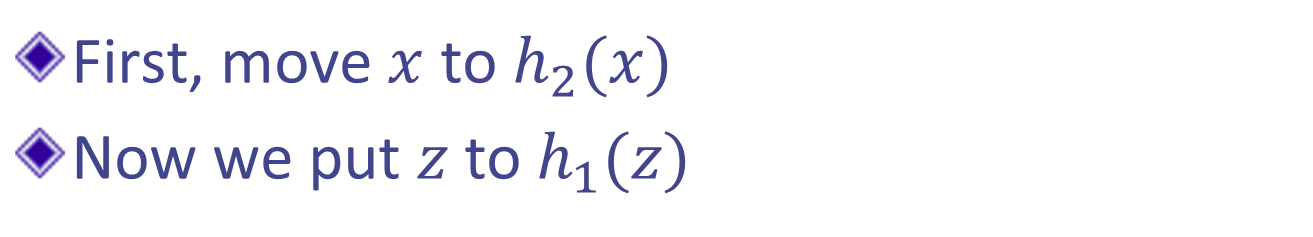 First, move x to h₂(x)
Now we put z to h₁(z)